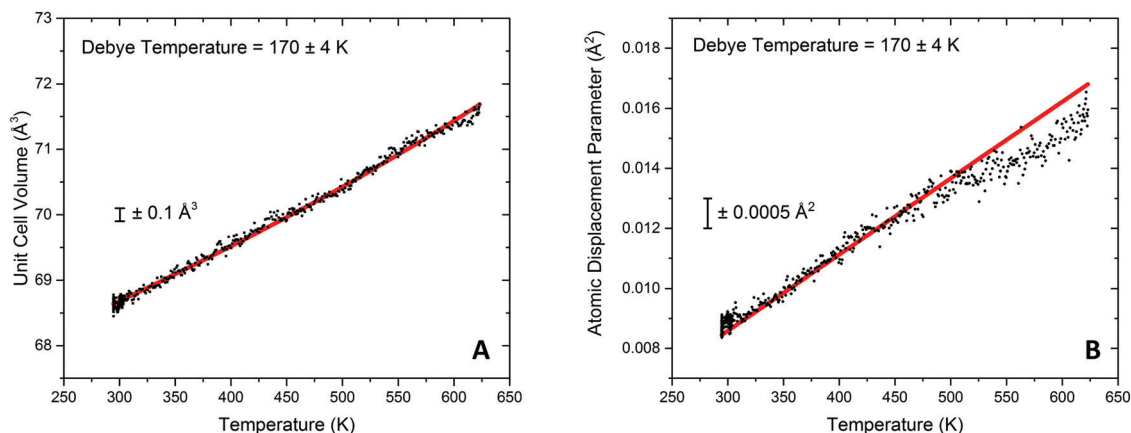 73
72
71
70
69
68
Unit Cell Volume (Å³)
Debye Temperature = 170 ± 4 K
± 0.1 Å³
A
250 300 350 400 450 500 550 600 650
Temperature (K)
0.018
0.016
0.014
0.012
0.010
0.008
Atomic Displacement Parameter (Å²)
Debye Temperature = 170 ± 4 K
± 0.0005 Å²
B
250 300 350 400 450 500 550 600 650
Temperature (K)